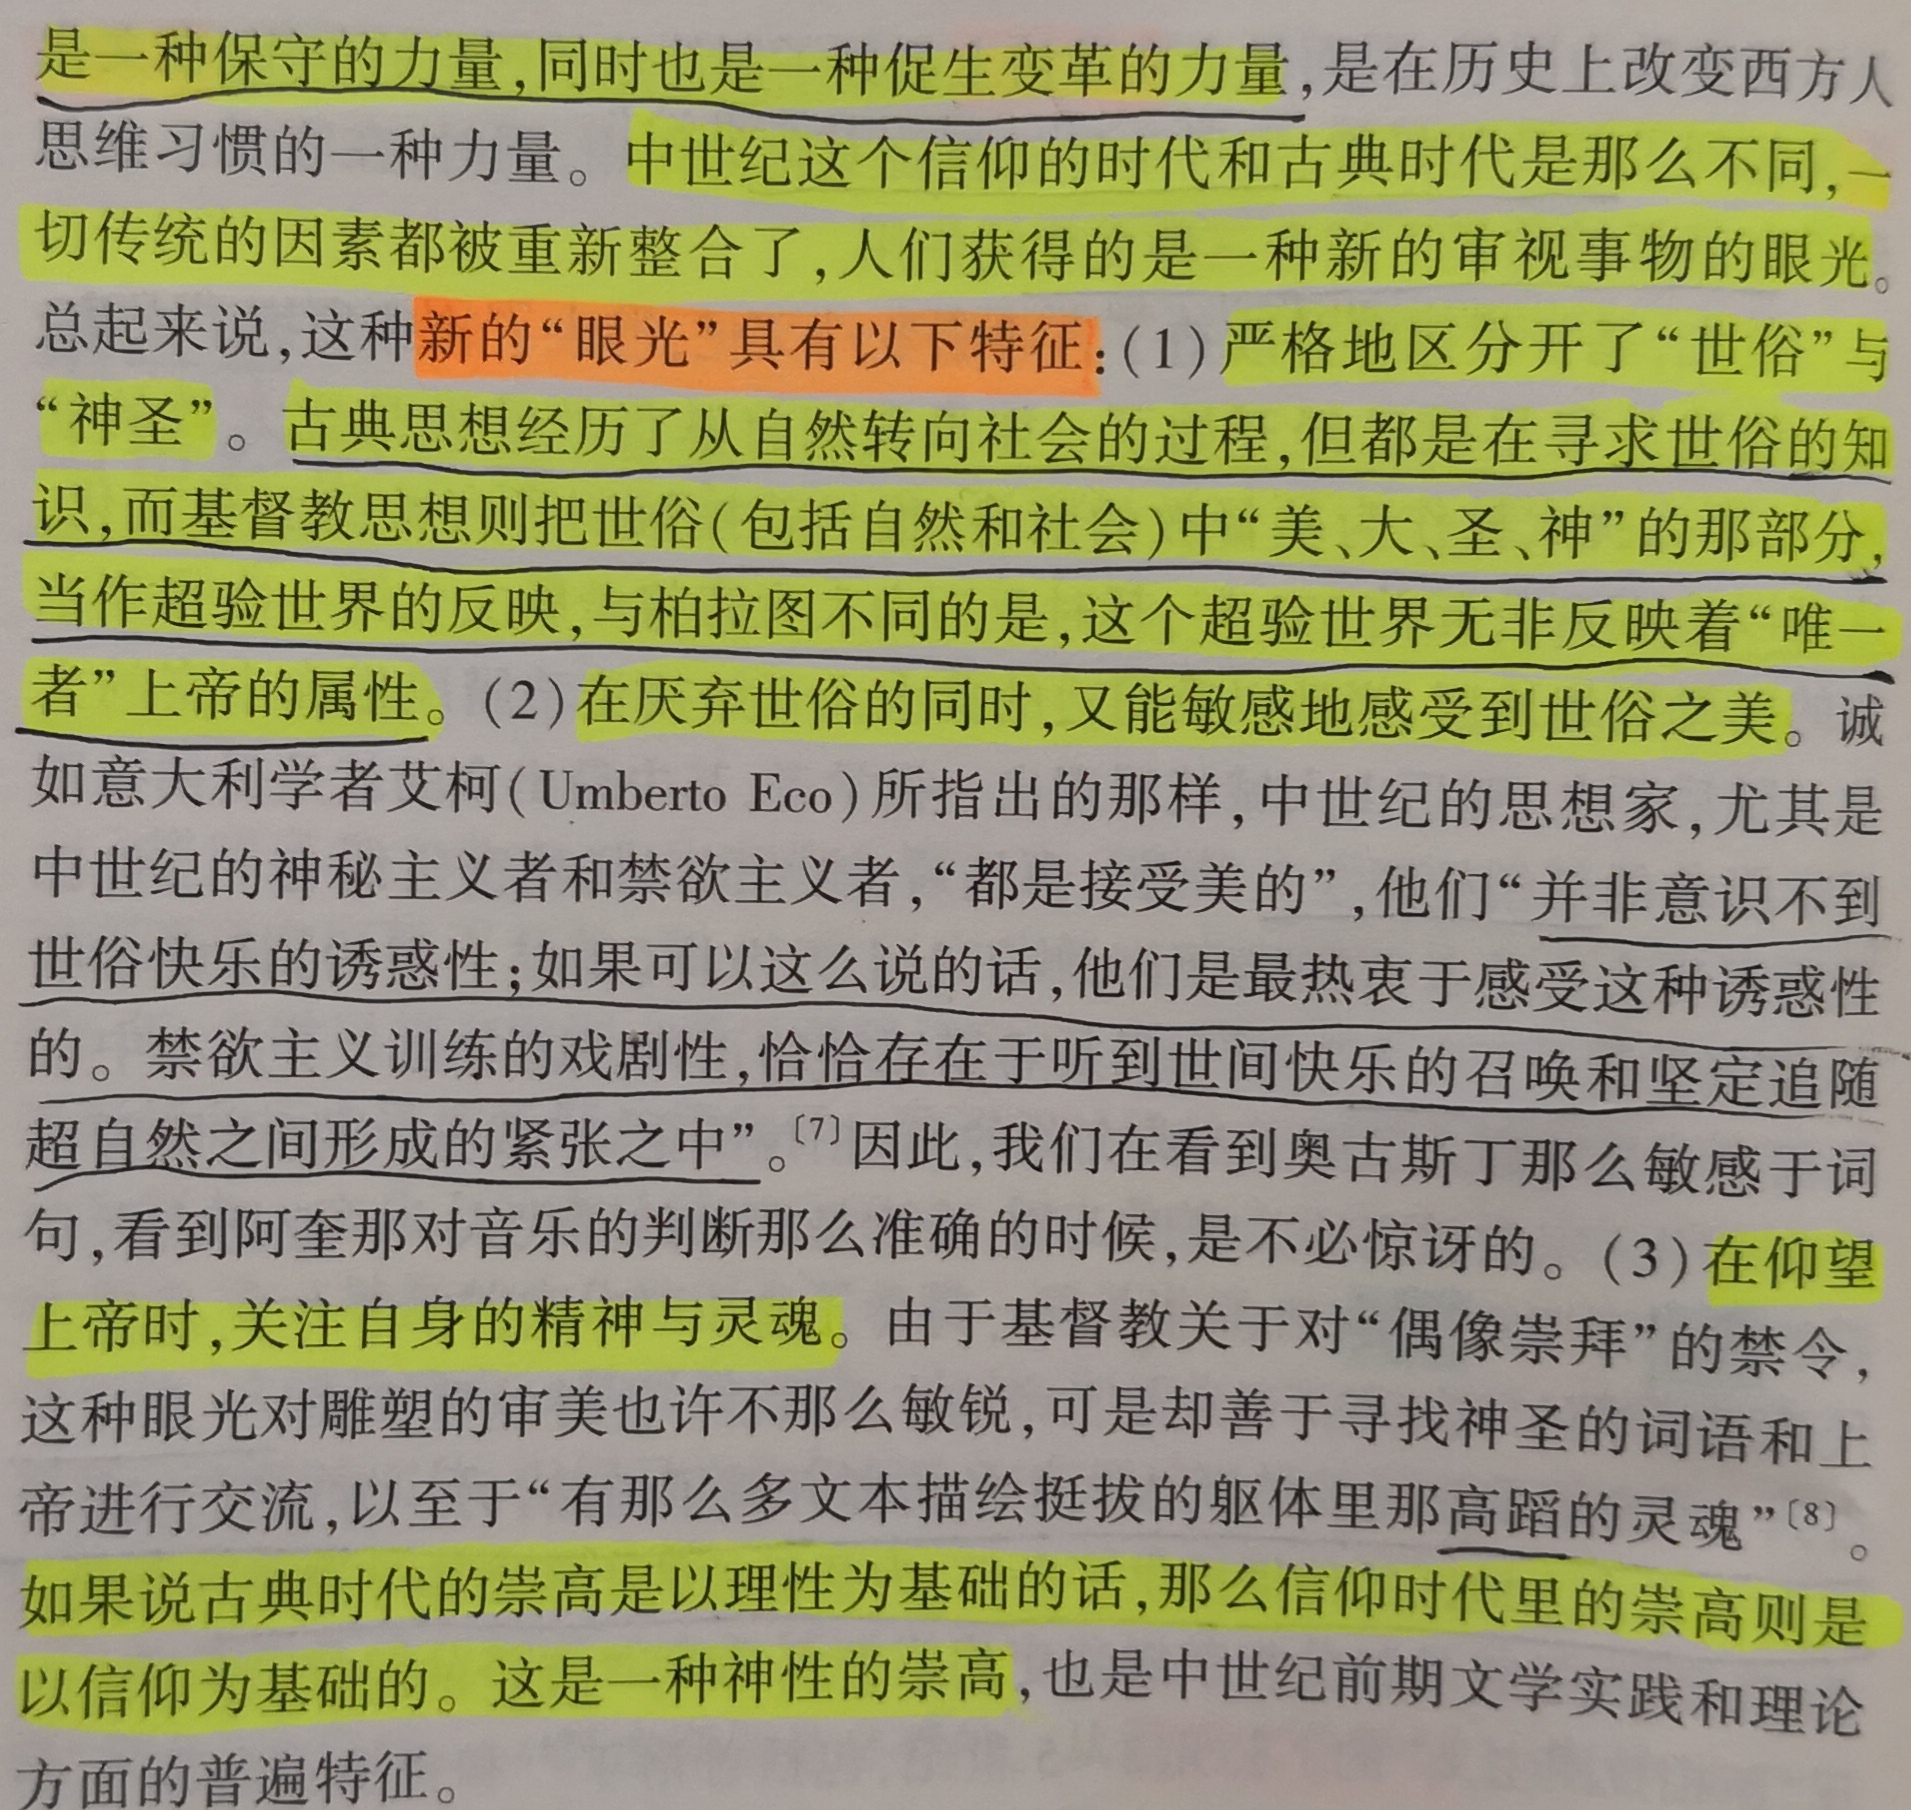 是一种保守的力量,同时也是一种促生变革的力量,是在历史上改变西方人
思维习惯的一种力量。中世纪这个信仰的时代和古典时代是那么不同,一
切传统的因素都被重新整合了,人们获得的是一种新的审视事物的眼光。
总起来说,这种新的“眼光”具有以下特征:(1)严格地区分开了“世俗”与
“神圣”。古典思想经历了从自然转向社会的过程,但都是在寻求世俗的知
识,而基督教思想则把世俗(包括自然和社会)中“美、大、圣、神”的那部分,
当作超验世界的反映,与柏拉图不同的是,这个超验世界无非反映着“唯一
者”上帝的属性。(2)在厌弃世俗的同时,又能敏感地感受到世俗之美。诚
如意大利学者艾柯(Umberto Eco)所指出的那样,中世纪的思想家,尤其是
中世纪的神秘主义者和禁欲主义者,“都是接受美的”,他们“并非意识不到
世俗快乐的诱惑性;如果可以这么说的话,他们是最热衷于感受这种诱惑性
的。禁欲主义训练的戏剧性,恰恰存在于听到世间快乐的召唤和坚定追随
超自然之间形成的紧张之中”。〔7〕因此,我们在看到奥古斯丁那么敏感于词
句,看到阿奎那对音乐的判断那么准确的时候,是不必惊讶的。(3)在仰望
上帝时,关注自身的精神与灵魂。由于基督教关于对“偶像崇拜”的禁令,
这种眼光对雕塑的审美也许不那么敏锐,可是却善于寻找神圣的词语和上
帝进行交流,以至于“有那么多文本描绘挺拔的躯体里那高蹈的灵魂”〔8〕。
如果说古典时代的崇高是以理性为基础的话,那么信仰时代里的崇高则是
以信仰为基础的。这是一种神性的崇高,也是中世纪前期文学实践和理论
方面的普遍特征。